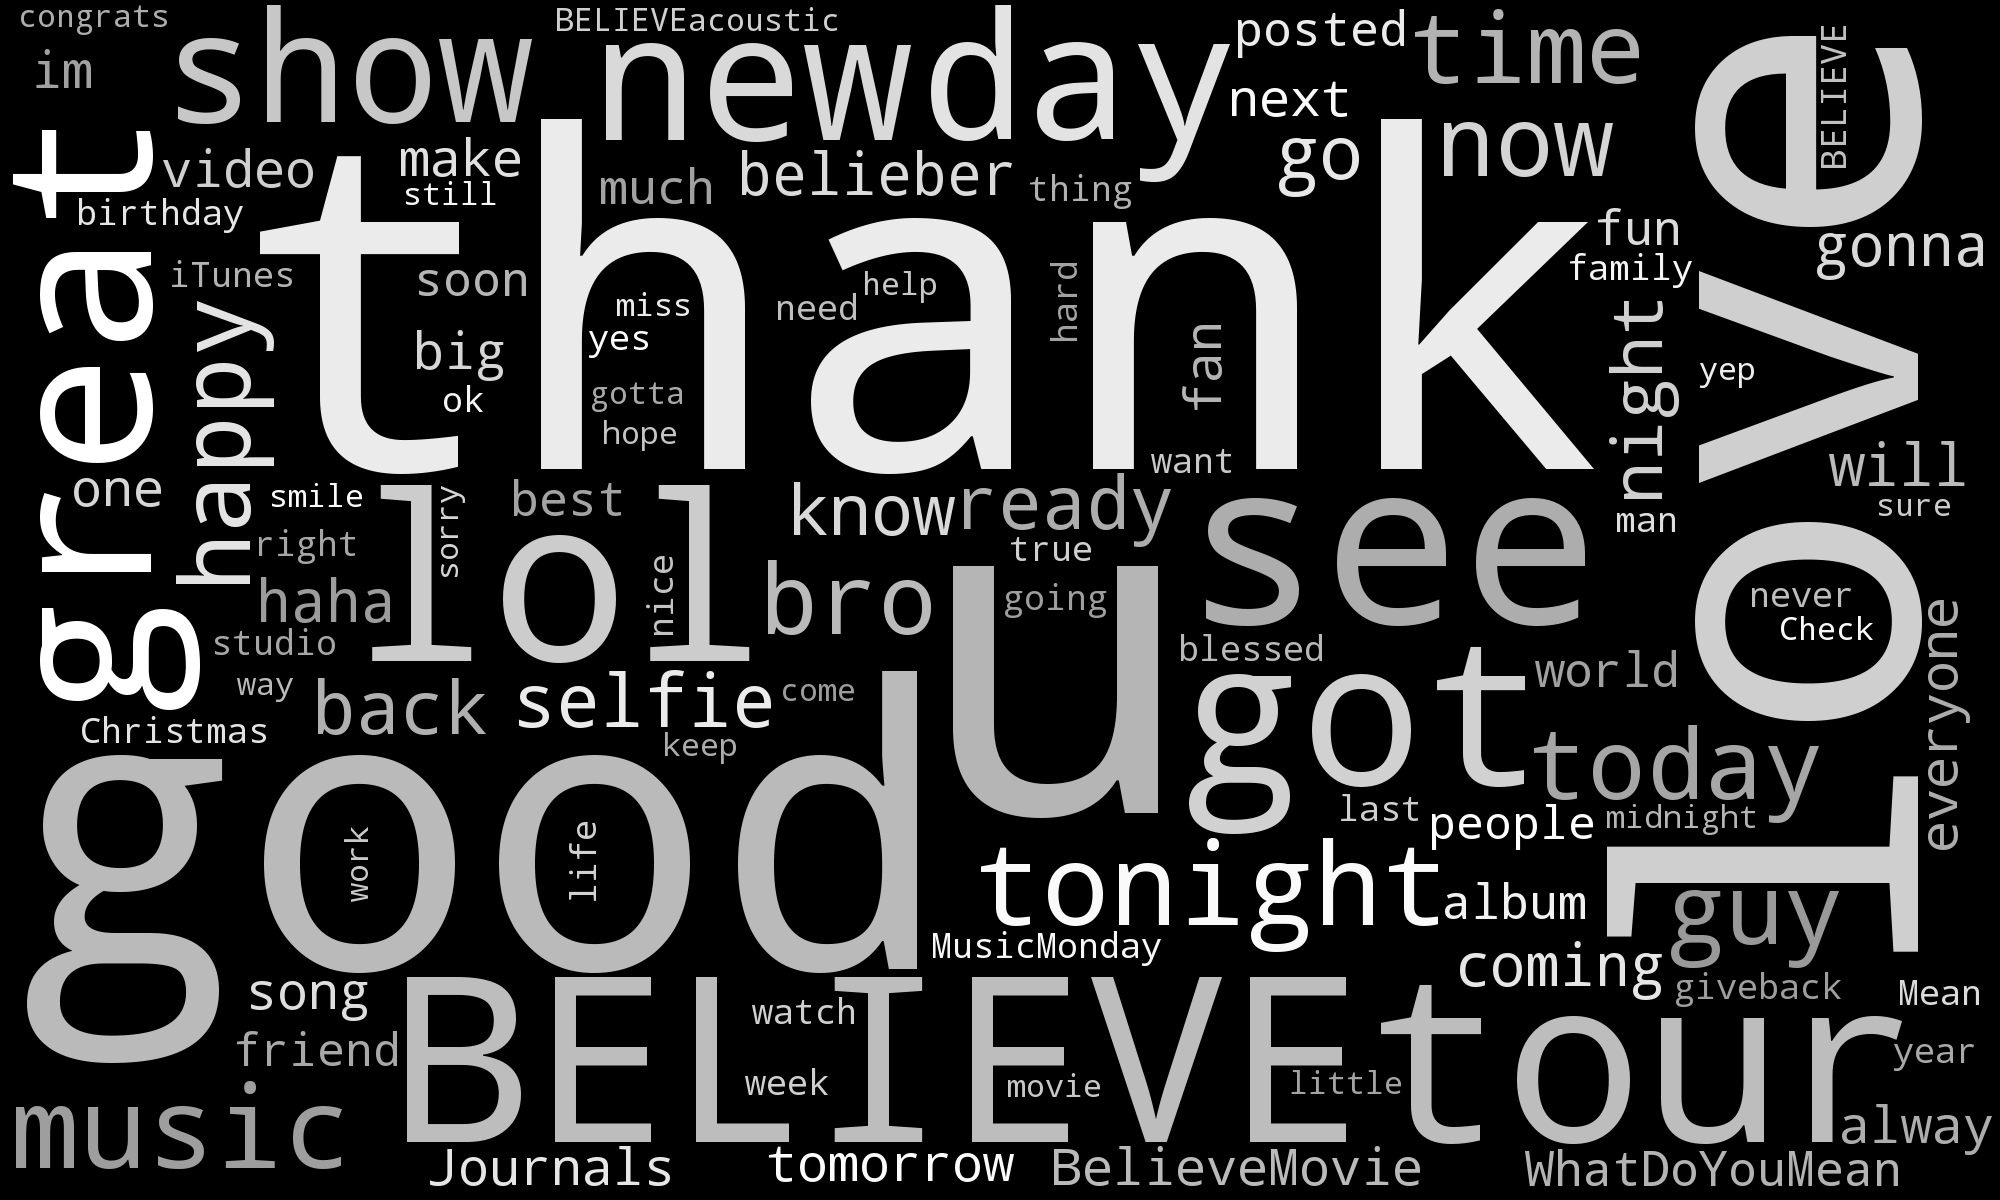 congrats
BELIEVEacoustic
im
show
new
day
posted
time
next
BELIEVE
love
great
video
make
still
birthday
much
belieber
thing
go
now
thank
fun
gonna
family
iTunes
soon
happy
miss
need
help
hard
yes
big
fan
night
yep
ok
gotta
hope
want
will
one
smile
sorry
best
know
ready
see
man
sure
right
lol
nice
true
haha
bro
u
going
never
Check
everyone
studio
blessed
way
back
selfie
come
got
world
Christmas
keep
today
good
work
life
last
people
midnight
tonight
album
guy
MusicMonday
coming
song
BELIEVEtour
watch
giveback
Mean
friend
year
week
movie
little
music
alway
Journals
tomorrow
BelieveMovie
WhatDoYouMean